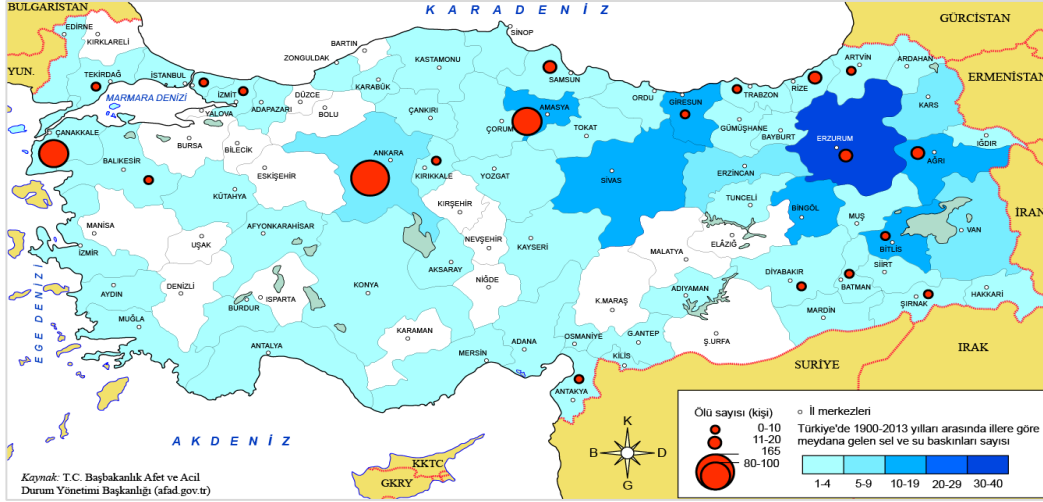 KARADENİZ
BULGARİSTAN
YUN.
GÜRCİSTAN
ERMENİSTAN
İRAN
IRAK
SURİYE
MARMARA DENİZİ
EGE DENİZİ
AKDENİZ
KKTC
GKRY
EDİRNE
KIRKLARELİ
TEKİRDAĞ
İSTANBUL
İZMİT
YALOVA
ADAPAZARI
DÜZCE
BOLU
ZONGULDAK
BARTIN
KARABÜK
KASTAMONU
SİNOP
SAMSUN
ÇANKIRI
ÇORUM
AMASYA
TOKAT
ORDU
GİRESUN
TRABZON
RİZE
ARTVİN
ARDAHAN
KARS
GÜMÜŞHANE
BAYBURT
ERZURUM
AĞRI
IĞDIR
ÇANAKKALE
BALIKESİR
BURSA
BİLECİK
ESKİŞEHİR
KÜTAHYA
ANKARA
KIRIKKALE
YOZGAT
SİVAS
ERZİNCAN
TUNCELİ
BİNGÖL
MUŞ
BİTLİS
VAN
MANİSA
İZMİR
UŞAK
AFYONKARAHİSAR
KIRŞEHİR
NEVŞEHİR
KAYSERİ
AKSARAY
NİĞDE
MALATYA
ELÂZIĞ
DİYABAKIR
BATMAN
SİİRT
ŞIRNAK
HAKKARİ
AYDIN
DENİZLİ
ISPARTA
BURDUR
KONYA
KARAMAN
K.MARAŞ
ADIYAMAN
MARDİN
Ş.URFA
MUĞLA
ANTALYA
MERSİN
ADANA
OSMANİYE
G.ANTEP
KİLİS
ANTAKYA
K
B
D
G
Ölü sayısı (kişi)
0-10
11-20
165
80-100
İl merkezleri
Türkiye'de 1900-2013 yılları arasında illere göre
meydana gelen sel ve su baskınları sayısı
1-4 5-9 10-19 20-29 30-40
Kaynak: T.C. Başbakanlık Afet ve Acil
Durum Yönetimi Başkanlığı (afad.gov.tr)